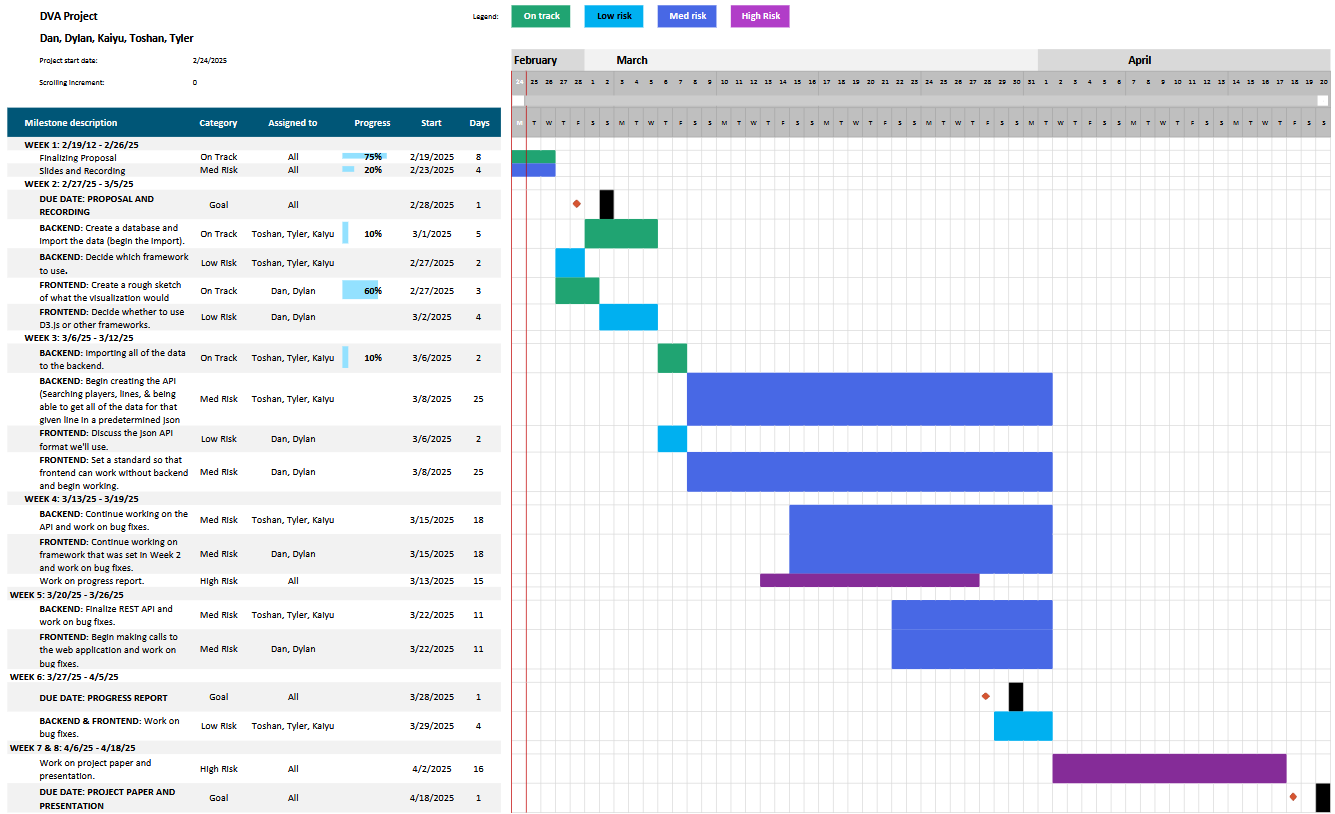 DVA Project
Legend: On track Low risk Med risk High Risk
Dan, Dylan, Kaiyu, Toshan, Tyler
Project start date: 2/24/2025
February March April
Scrolling increment: 0
24 25 26 27 28 1 2 3 4 5 6 7 8 9 10 11 12 13 14 15 16 17 18 19 20 21 22 23 24 25 26 27 28 29 30 31 1 2 3 4 5 6 7 8 9 10 11 12 13 14 15 16 17 18 19 20
Milestone description Category Assigned to Progress Start Days
M T W T F S S M T W T F S S M T W T F S S M T W T F S S M T W T F S S M T W T F S S M T W T F S S M T W T F S S
WEEK 1: 2/19/12 - 2/26/25
Finalizing Proposal On Track All 75% 2/19/2025 8
Slides and Recording Med Risk All 20% 2/23/2025 4
WEEK 2: 2/27/25 - 3/5/25
DUE DATE: PROPOSAL AND
RECORDING Goal All 2/28/2025 1
BACKEND: Create a database and
import the data (begin the import). On Track Toshan, Tyler, Kaiyu 10% 3/1/2025 5
BACKEND: Decide which framework
to use. Low Risk Toshan, Tyler, Kaiyu 2/27/2025 2
FRONTEND: Create a rough sketch
of what the visualization would On Track Dan, Dylan 60% 2/27/2025 3
FRONTEND: Decide whether to use
D3.js or other frameworks. Low Risk Dan, Dylan 3/2/2025 4
WEEK 3: 3/6/25 - 3/12/25
BACKEND: Importing all of the data
to the backend. On Track Toshan, Tyler, Kaiyu 10% 3/6/2025 2
BACKEND: Begin creating the API
(Searching players, lines, & being
able to get all of the data for that
given line in a predetermined json Med Risk Toshan, Tyler, Kaiyu 3/8/2025 25
FRONTEND: Discuss the json API
format we'll use. Low Risk Dan, Dylan 3/6/2025 2
FRONTEND: Set a standard so that
frontend can work without backend
and begin working. Med Risk Dan, Dylan 3/8/2025 25
WEEK 4: 3/13/25 - 3/19/25
BACKEND: Continue working on the
API and work on bug fixes. Med Risk Toshan, Tyler, Kaiyu 3/15/2025 18
FRONTEND: Continue working on
framework that was set in Week 2
and work on bug fixes. Med Risk Dan, Dylan 3/15/2025 18
Work on progress report. High Risk All 3/13/2025 15
WEEK 5: 3/20/25 - 3/26/25
BACKEND: Finalize REST API and
work on bug fixes. Med Risk Toshan, Tyler, Kaiyu 3/22/2025 11
FRONTEND: Begin making calls to
the web application and work on
bug fixes. Med Risk Dan, Dylan 3/22/2025 11
WEEK 6: 3/27/25 - 4/5/25
DUE DATE: PROGRESS REPORT Goal All 3/28/2025 1
BACKEND & FRONTEND: Work on
bug fixes. Low Risk Toshan, Tyler, Kaiyu 3/29/2025 4
WEEK 7 & 8: 4/6/25 - 4/18/25
Work on project paper and
presentation. High Risk All 4/2/2025 16
DUE DATE: PROJECT PAPER AND
PRESENTATION Goal All 4/18/2025 1